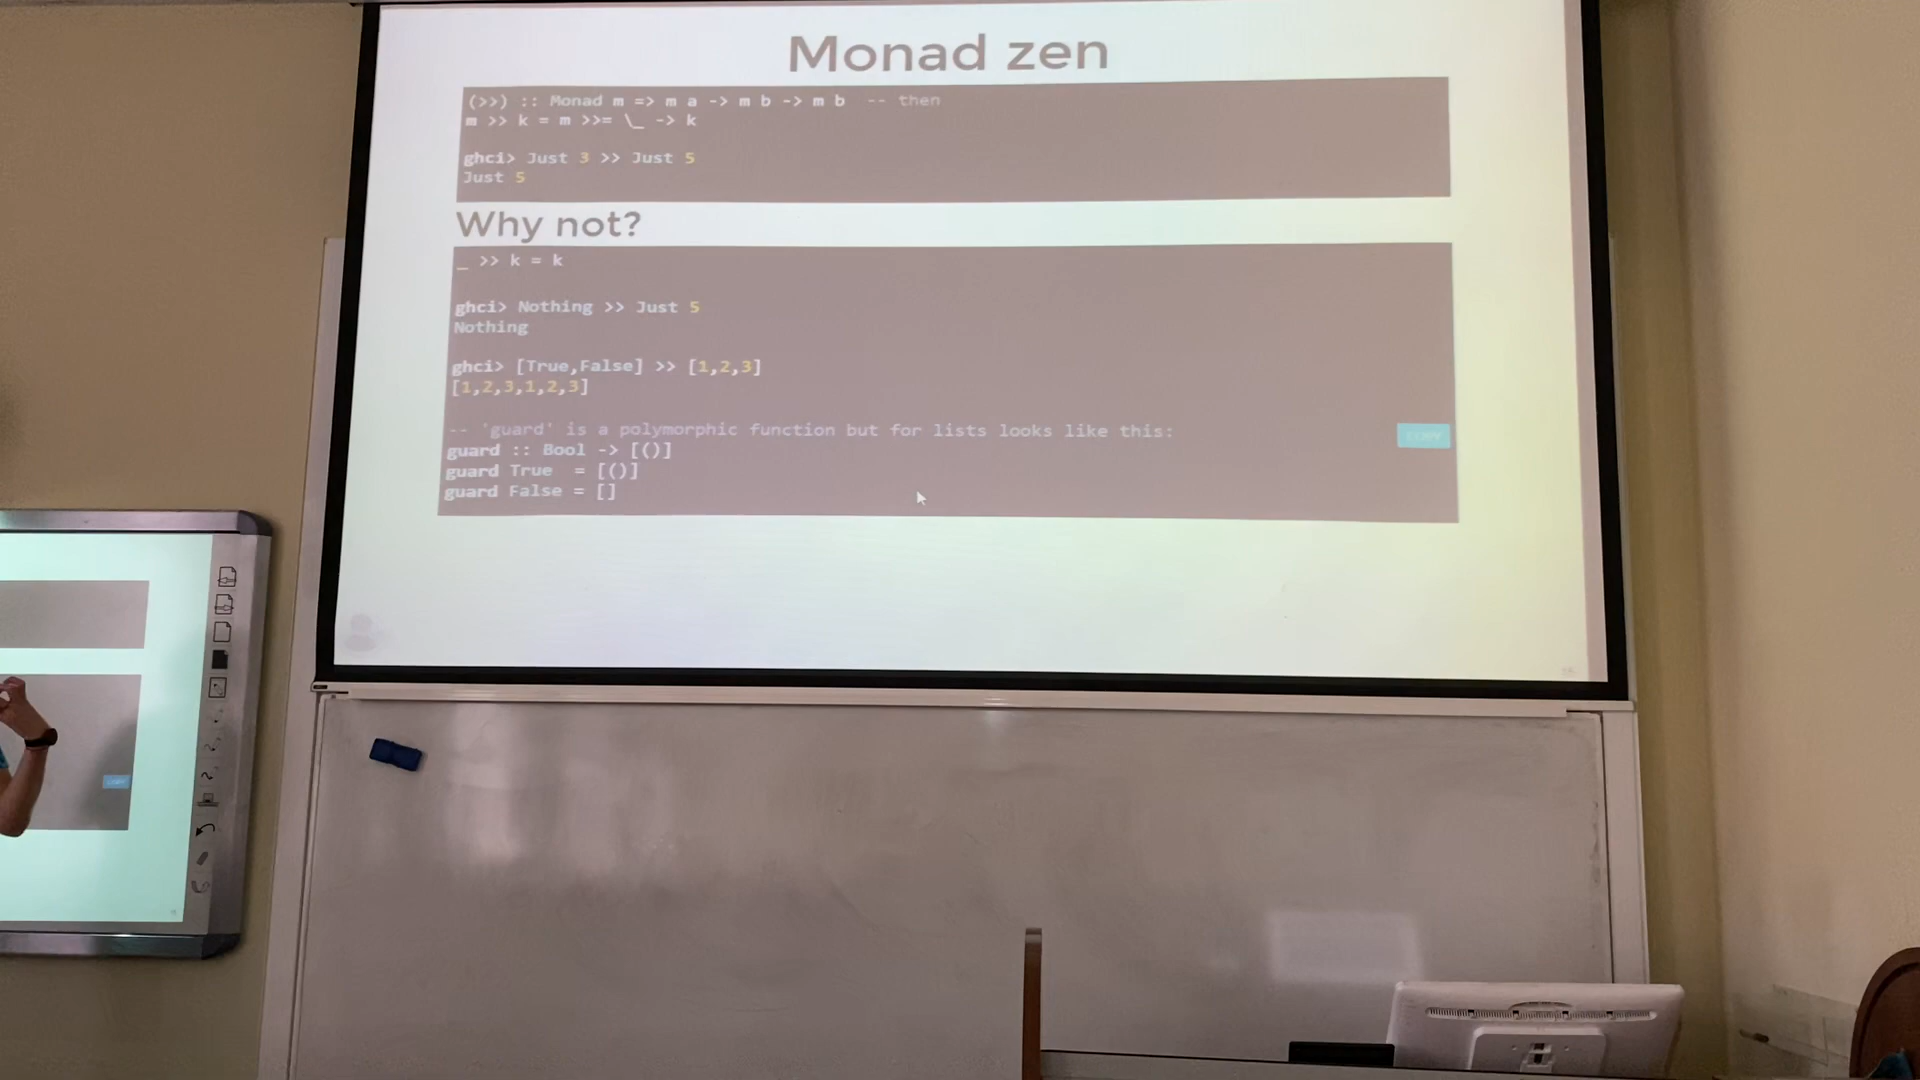 Monad zen
(>>) :: Monad m => m a -> m b -> m b  -- then
m >> k = m >>= \_ -> k
ghci> Just 3 >> Just 5
Just 5
Why not?
_ >> k = k
ghci> Nothing >> Just 5
Nothing
ghci> [True,False] >> [1,2,3]
[1,2,3,1,2,3]
-- 'guard' is a polymorphic function but for lists looks like this:
guard :: Bool -> [()]
guard True  = [()]
guard False = []
COPY